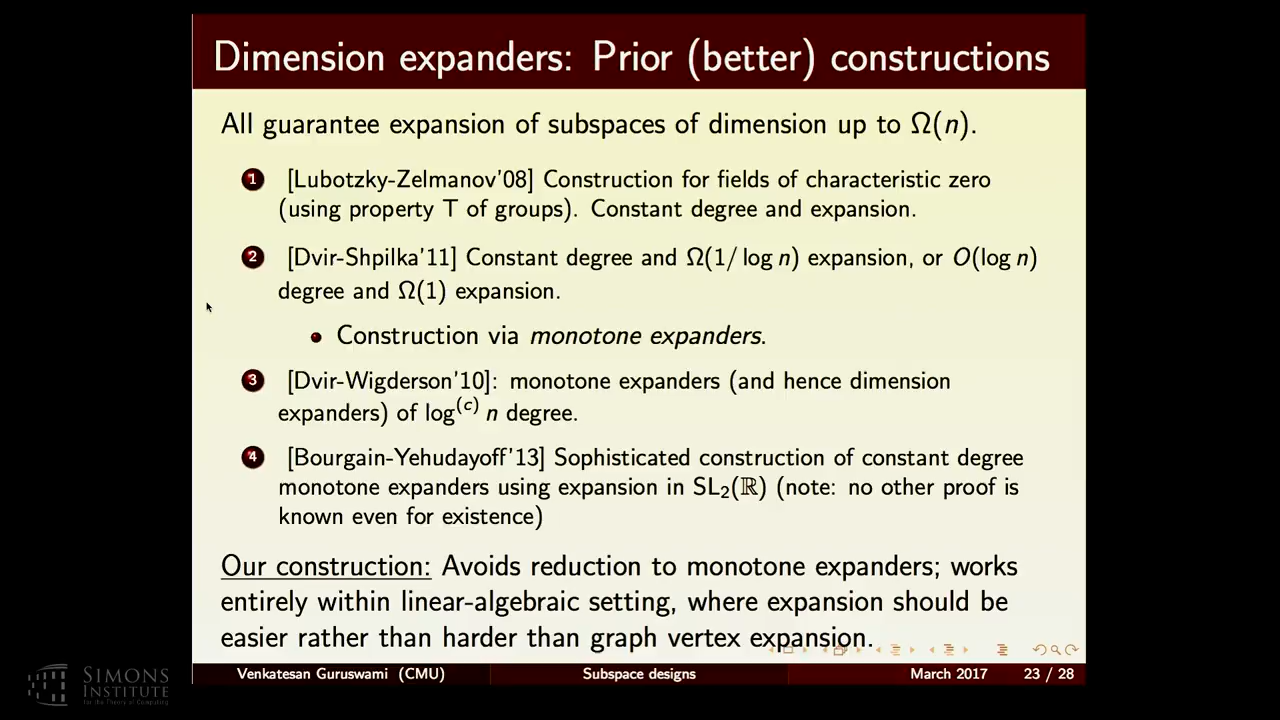 Dimension expanders: Prior (better) constructions
All guarantee expansion of subspaces of dimension up to Ω(n).
1 [Lubotzky-Zelmanov'08] Construction for fields of characteristic zero
(using property T of groups). Constant degree and expansion.
2 [Dvir-Shpilka'11] Constant degree and Ω(1/ log n) expansion, or O(log n)
degree and Ω(1) expansion.
• Construction via monotone expanders.
3 [Dvir-Wigderson'10]: monotone expanders (and hence dimension
expanders) of log^(c) n degree.
4 [Bourgain-Yehudayoff'13] Sophisticated construction of constant degree
monotone expanders using expansion in SL₂(ℝ) (note: no other proof is
known even for existence)
Our construction: Avoids reduction to monotone expanders; works
entirely within linear-algebraic setting, where expansion should be
easier rather than harder than graph vertex expansion.
Venkatesan Guruswami (CMU) Subspace designs March 2017 23 / 28
SIMONS
INSTITUTE
for the Theory of Computing